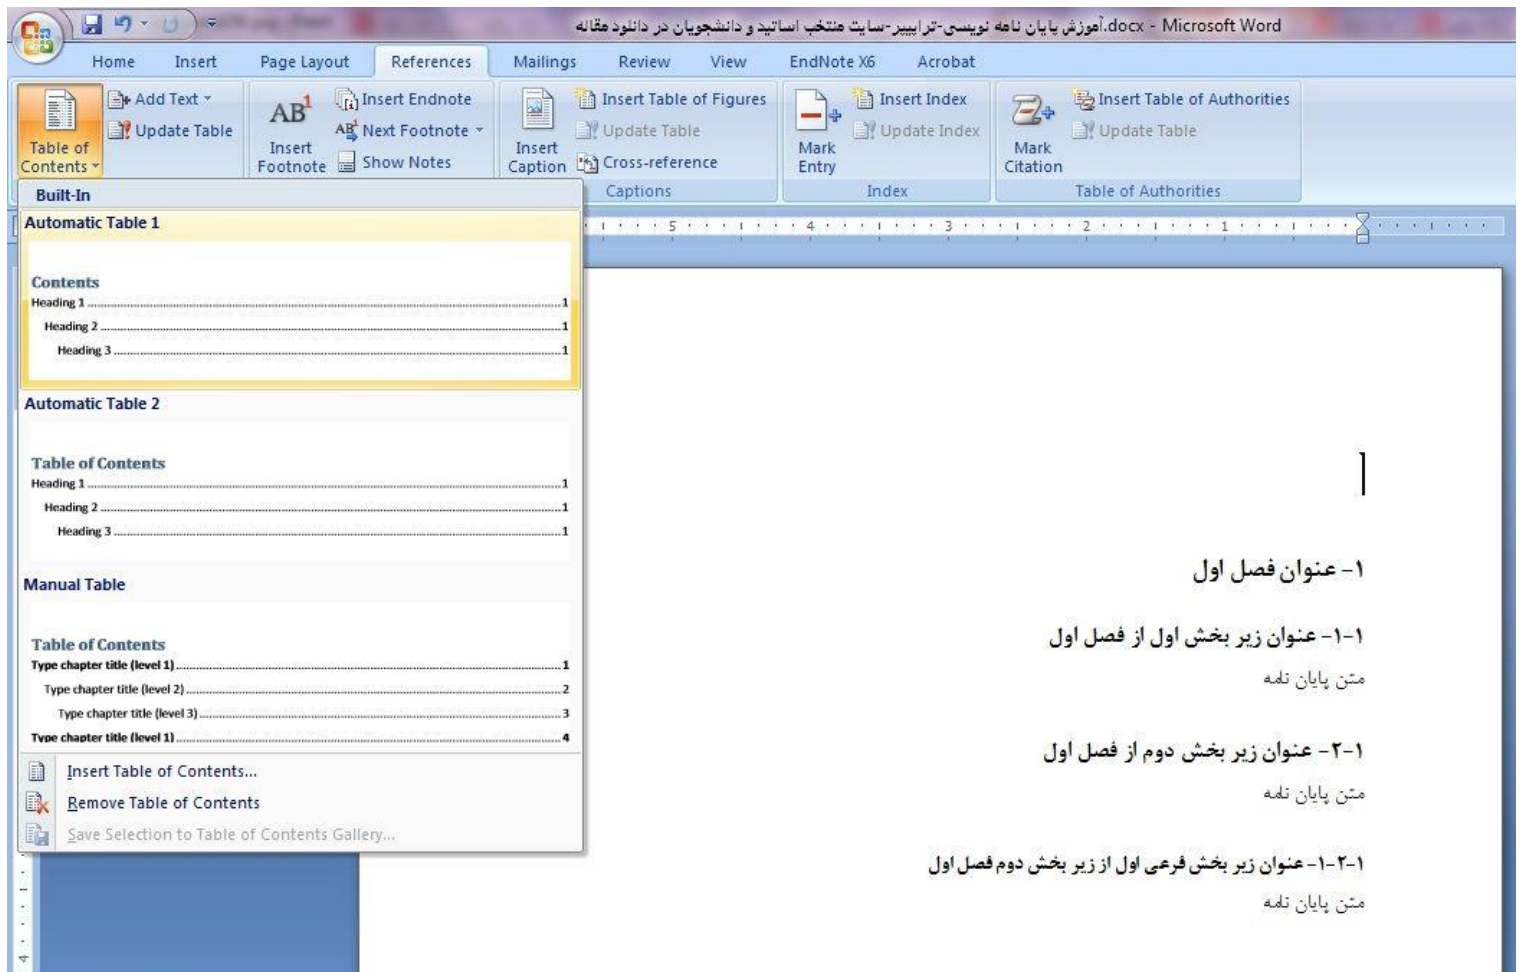 آموزش پایان نامه نویسی-ترایپپر-سایت منتخب اساتید و دانشجویان در دانلود مقاله.docx - Microsoft Word
Home Insert Page Layout References Mailings Review View EndNote X6 Acrobat
Table of Contents
Add Text
Update Table
AB1
Insert Footnote
Insert Endnote
AB1 Next Footnote
Show Notes
Insert Caption
Insert Table of Figures
Update Table
Cross-reference
Captions
Mark Entry
Insert Index
Update Index
Index
Mark Citation
Insert Table of Authorities
Update Table
Table of Authorities
5 4 3 2 1
Built-In
Automatic Table 1
Contents
Heading 1 ... 1
Heading 2 ... 1
Heading 3 ... 1
Automatic Table 2
Table of Contents
Heading 1 ... 1
Heading 2 ... 1
Heading 3 ... 1
Manual Table
Table of Contents
Type chapter title (level 1) ... 1
Type chapter title (level 2) ... 2
Type chapter title (level 3) ... 3
Type chapter title (level 1) ... 4
Insert Table of Contents...
Remove Table of Contents
Save Selection to Table of Contents Gallery...
4
۱- عنوان فصل اول
۱-۱- عنوان زیر بخش اول از فصل اول
متن پایان نامه
۱-۲- عنوان زیر بخش دوم از فصل اول
متن پایان نامه
۱-۲-۱- عنوان زیر بخش فرعی اول از زیر بخش دوم فصل اول
متن پایان نامه